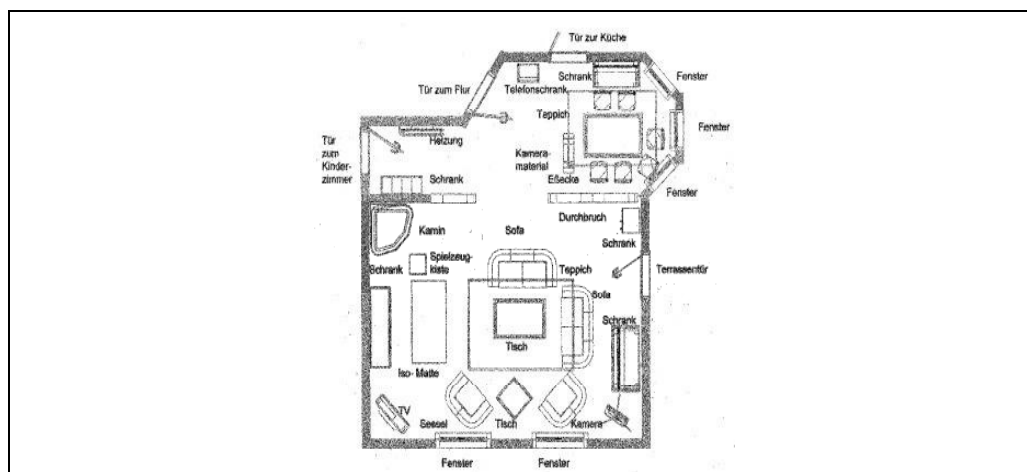 Tür zur Küche
Schrank
Fenster
Tür zum Flur
Telefonschrank
Teppich
Fenster
Heizung
Tür
zum
Kinder-
zimmer
Kamera-
material
Schrank
Eßecke
Fenster
Durchbruch
Kamin
Sofa
Schrank
Schrank
Spielzeug-
kiste
Teppich
Terrassentür
Sofa
Schrank
Tisch
Iso-Matte
TV
Sessel
Tisch
Kamera
Fenster
Fenster